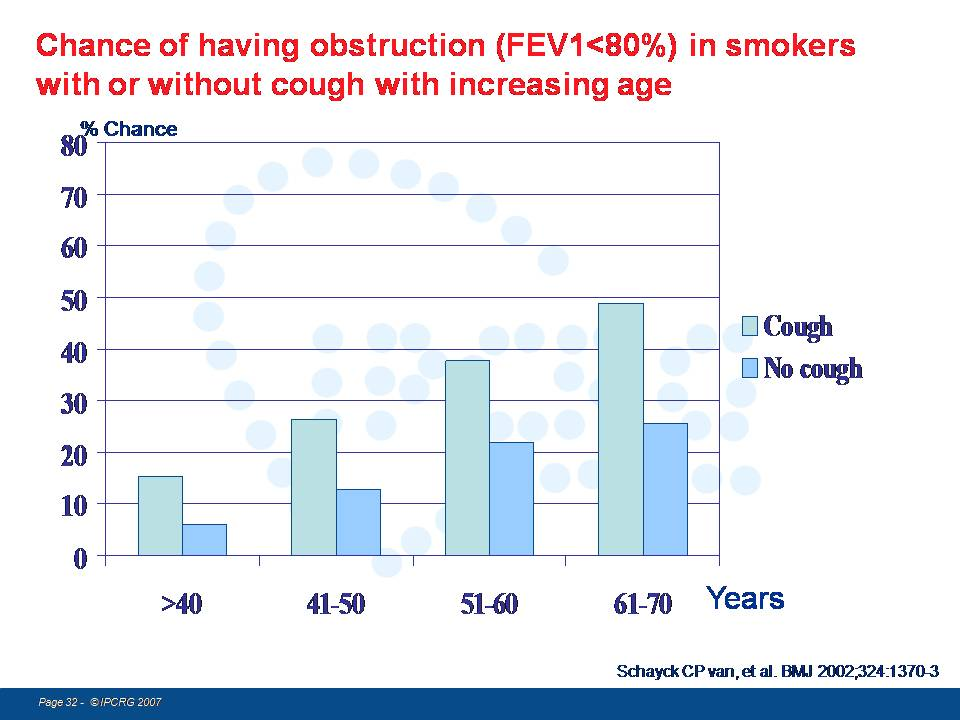 Chance of having obstruction (FEV1<80%) in smokers
with or without cough with increasing age
% Chance
80
70
60
50
40
30
20
10
0
Cough
No cough
>40
41-50
51-60
61-70
Years
Schayck CP van, et al. BMJ 2002;324:1370-3
Page 32 - © IPCRG 2007